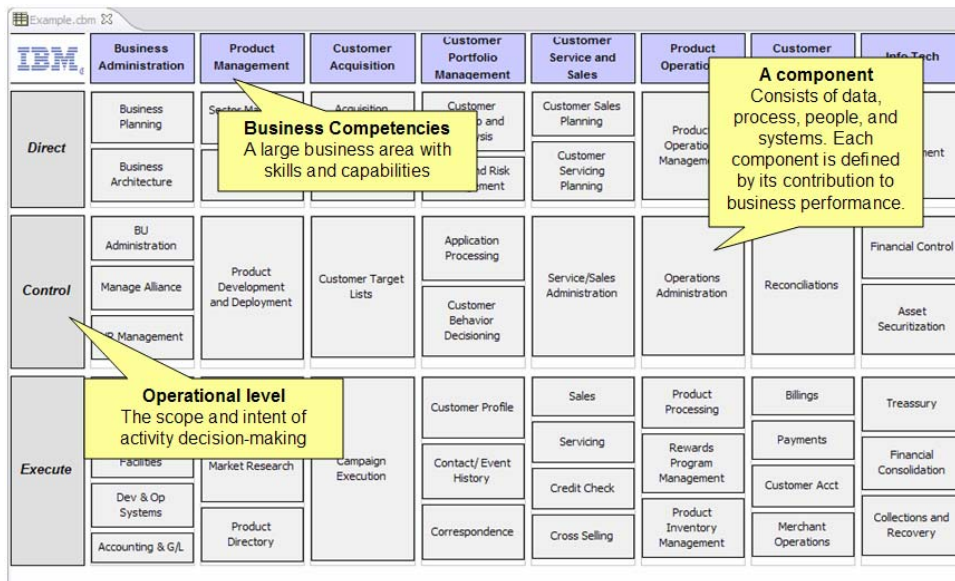 Example.cbm
IBM
Business
Administration
Product
Management
Customer
Acquisition
Customer
Portfolio
Management
Customer
Service and
Sales
Product
Customer
Info Tech
Direct
Business
Planning
Business
Architecture
Acquisition
Customer
and
Risk
Customer Sales
Planning
Customer
Servicing
Planning
Business Competencies
A large business area with
skills and capabilities
A component
Consists of data,
process, people, and
systems. Each
component is defined
by its contribution to
business performance.
Control
BU
Administration
Manage Alliance
Management
Product
Development
and Deployment
Customer Target
Lists
Application
Processing
Customer
Behavior
Decisioning
Service/Sales
Administration
Operations
Administration
Reconciliations
Financial Control
Asset
Securitization
Operational level
The scope and intent of
activity decision-making
Execute
Facilities
Dev & Op
Systems
Accounting & G/L
Market Research
Product
Directory
Campaign
Execution
Customer Profile
Contact/ Event
History
Correspondence
Sales
Servicing
Credit Check
Cross Selling
Product
Processing
Rewards
Program
Management
Product
Inventory
Management
Billings
Payments
Customer Acct
Merchant
Operations
Treassury
Financial
Consolidation
Collections and
Recovery